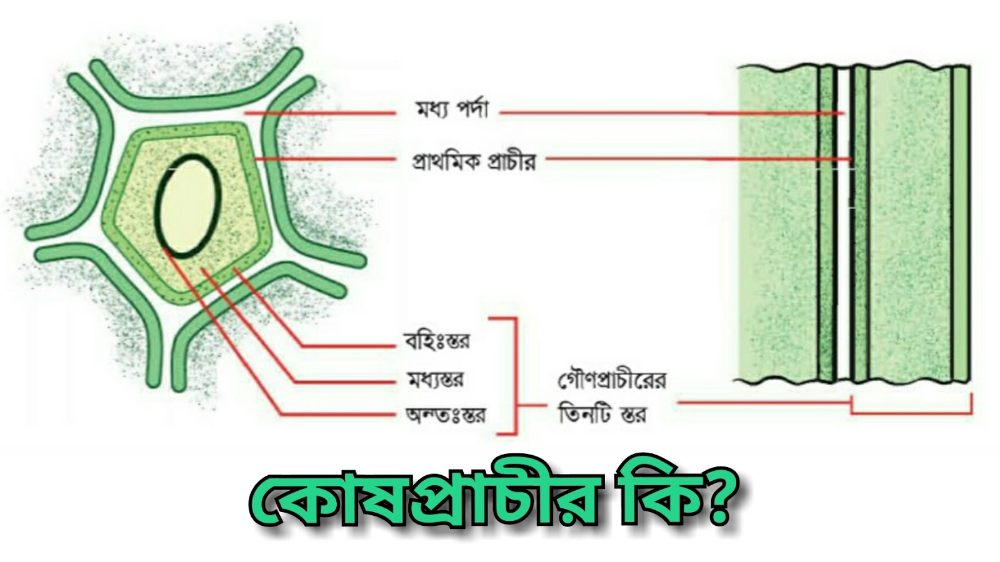 মধ্য পর্দা
প্রাথমিক প্রাচীর
বহিঃস্তর
মধ্যস্তর
অন্তঃস্তর
গৌণপ্রাচীরের
তিনটি স্তর
কোষপ্রাচীর কি?